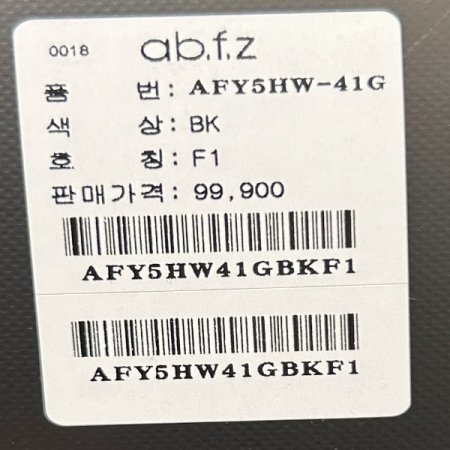 0018 ab.f.z
품 번 : AFY5HW-41G
색 상 : BK
호 칭 : F1
판매가격 : 99,900
AFY5HW41GBKF1
AFY5HW41GBKF1